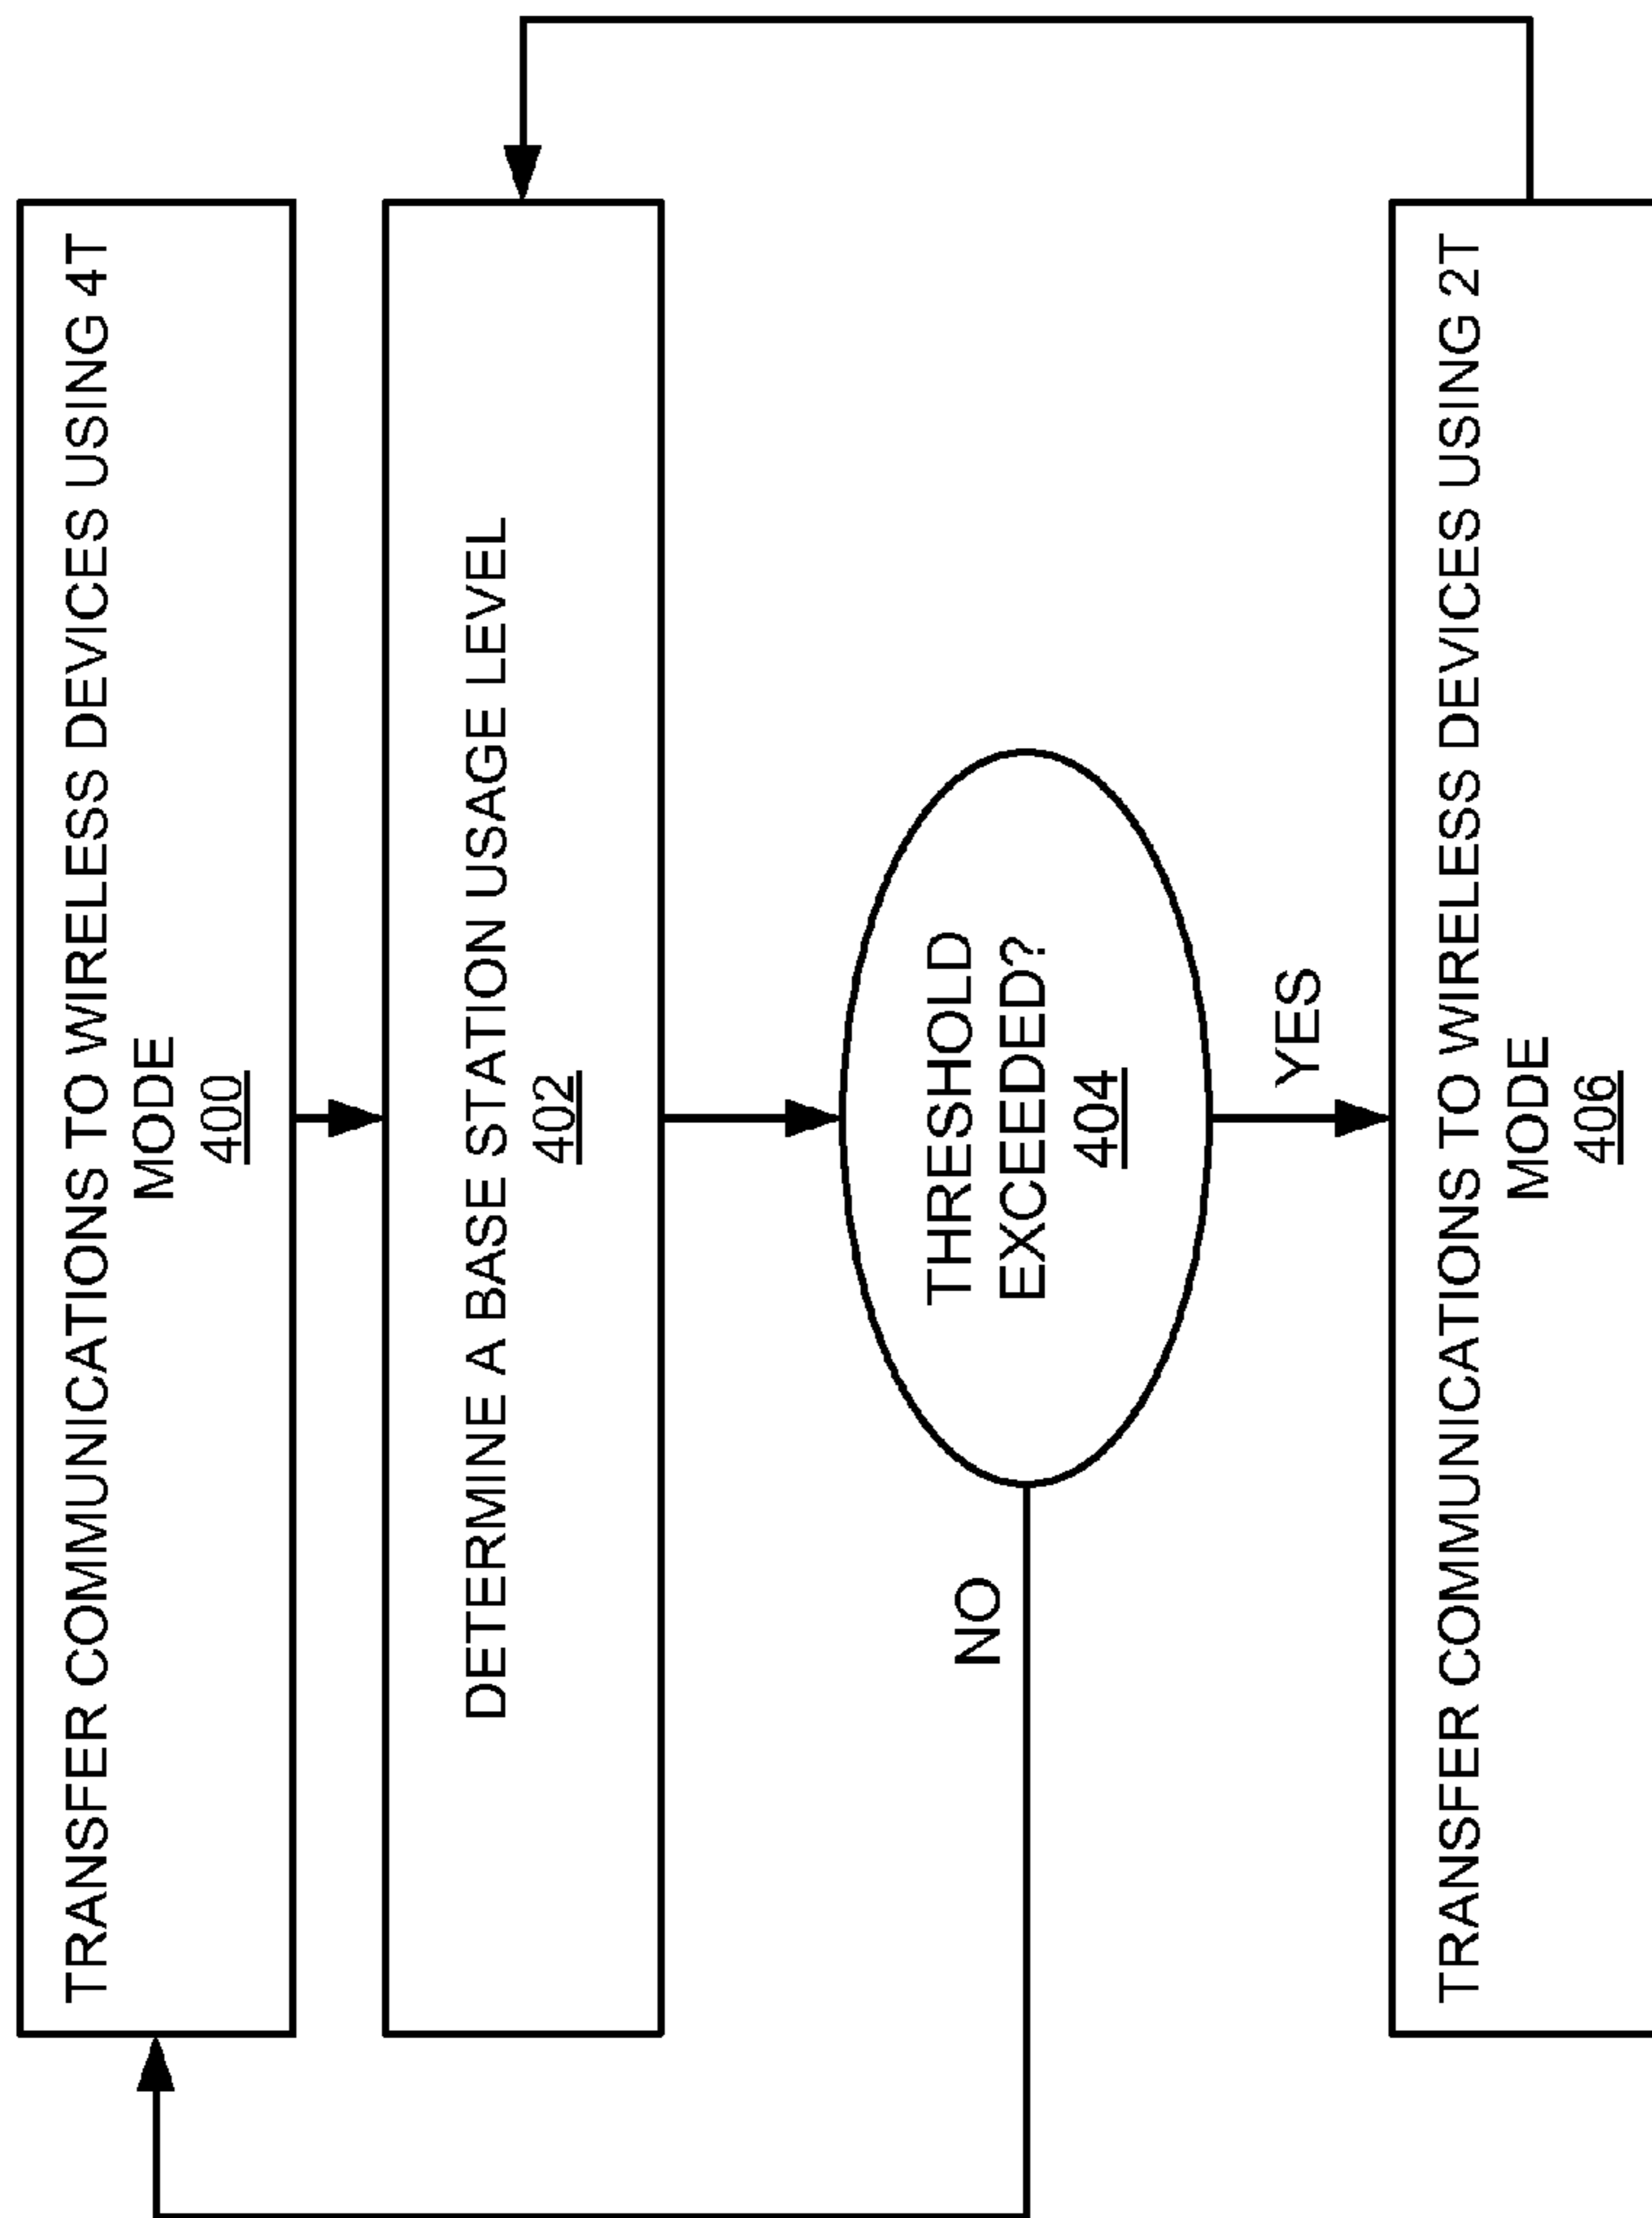 TRANSFER COMMUNICATIONS TO WIRELESS DEVICES USING 4T
MODE
400
DETERMINE A BASE STATION USAGE LEVEL
402
THRESHOLD
EXCEEDED?
404
NO
YES
TRANSFER COMMUNICATIONS TO WIRELESS DEVICES USING 2T
MODE
406